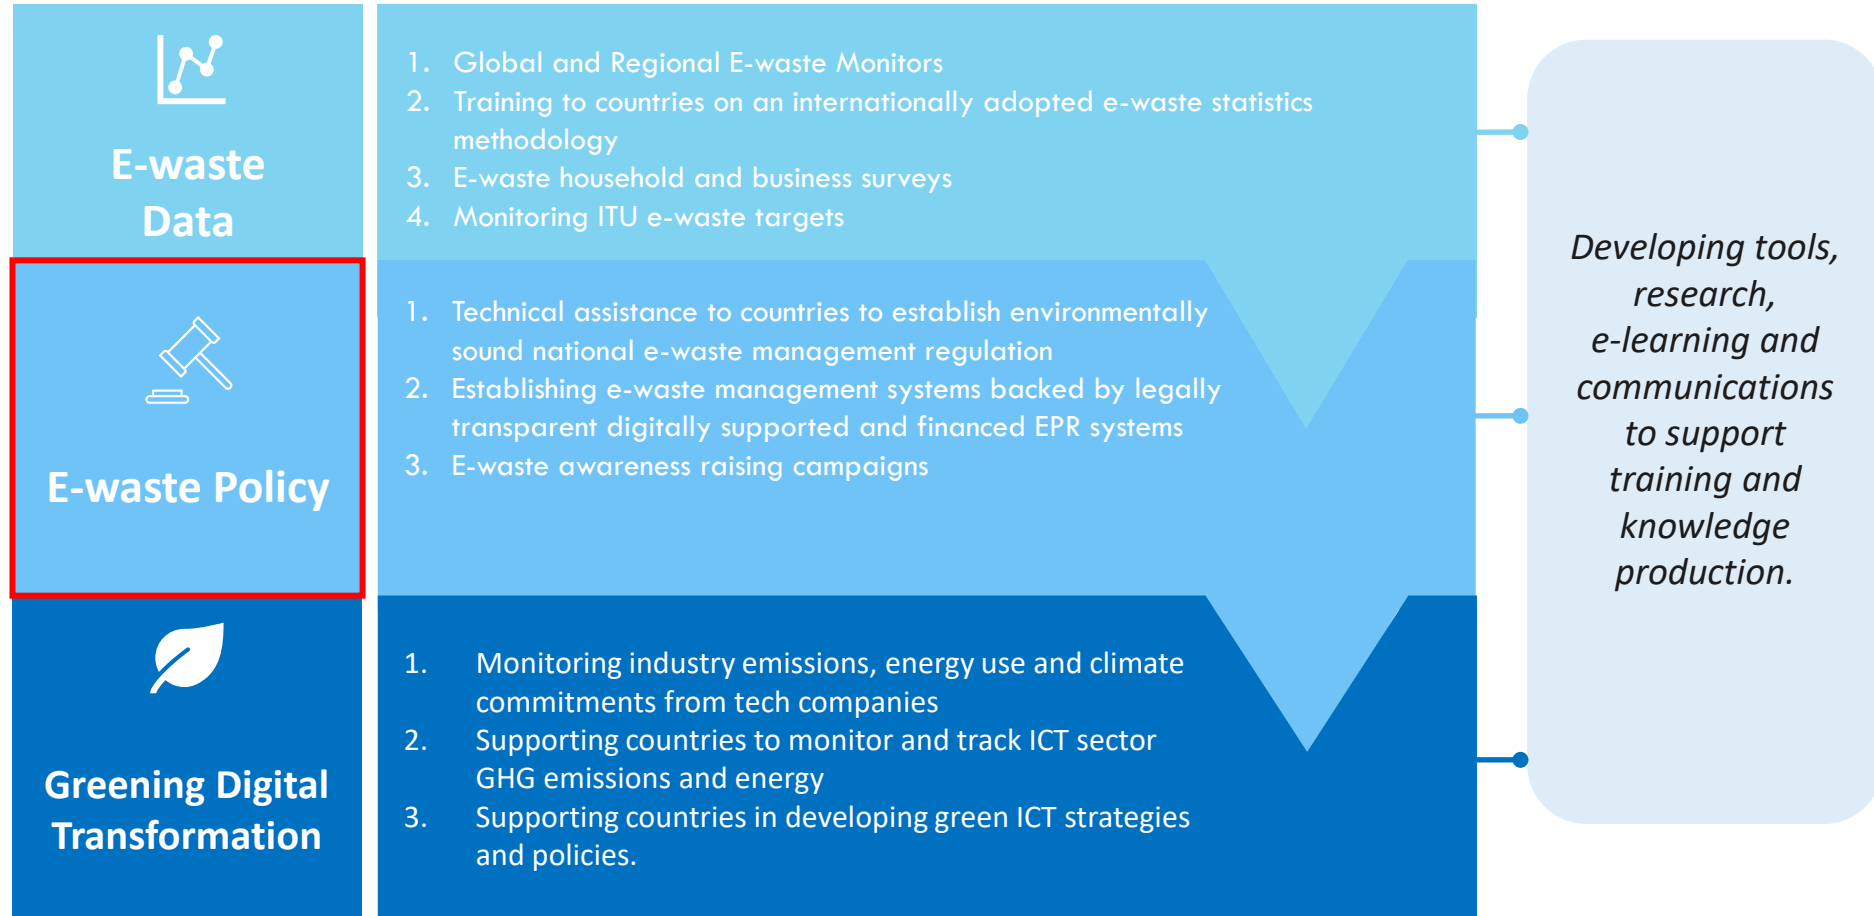 E-waste
Data
1. Global and Regional E-waste Monitors
2. Training to countries on an internationally adopted e-waste statistics
methodology
3. E-waste household and business surveys
4. Monitoring ITU e-waste targets
E-waste Policy
1. Technical assistance to countries to establish environmentally
sound national e-waste management regulation
2. Establishing e-waste management systems backed by legally
transparent digitally supported and financed EPR systems
3. E-waste awareness raising campaigns
Greening Digital
Transformation
1. Monitoring industry emissions, energy use and climate
commitments from tech companies
2. Supporting countries to monitor and track ICT sector
GHG emissions and energy
3. Supporting countries in developing green ICT strategies
and policies.
Developing tools,
research,
e-learning and
communications
to support
training and
knowledge
production.